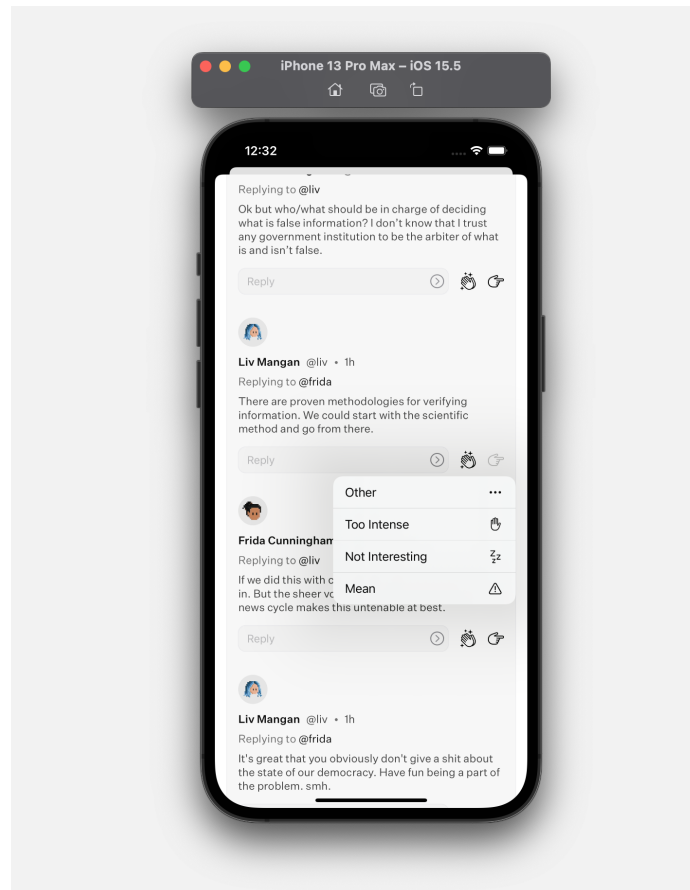 iPhone 13 Pro Max – iOS 15.5
12:32
Replying to @liv
Ok but who/what should be in charge of deciding
what is false information? I don't know that I trust
any government institution to be the arbiter of what
is and isn't false.
Reply
Liv Mangan @liv • 1h
Replying to @frida
There are proven methodologies for verifying
information. We could start with the scientific
method and go from there.
Reply
Other
Too Intense
Not Interesting
Mean
Frida Cunningham
Replying to @liv
If we did this with
in. But the sheer
news cycle makes this untenable at best.
Reply
Liv Mangan @liv • 1h
Replying to @frida
It's great that you obviously don't give a shit about
the state of our democracy. Have fun being a part of
the problem. smh.